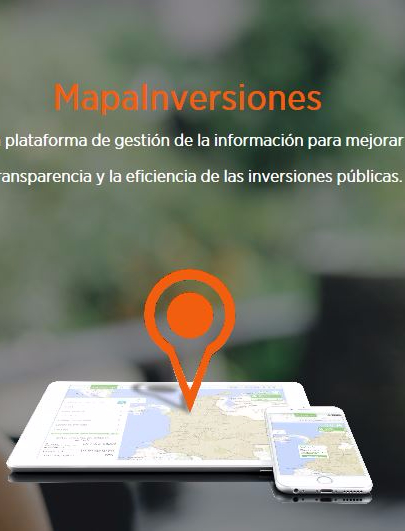 MapaInversiones
plataforma de gestión de la información para mejorar
ransparencia y la eficiencia de las inversiones públicas.